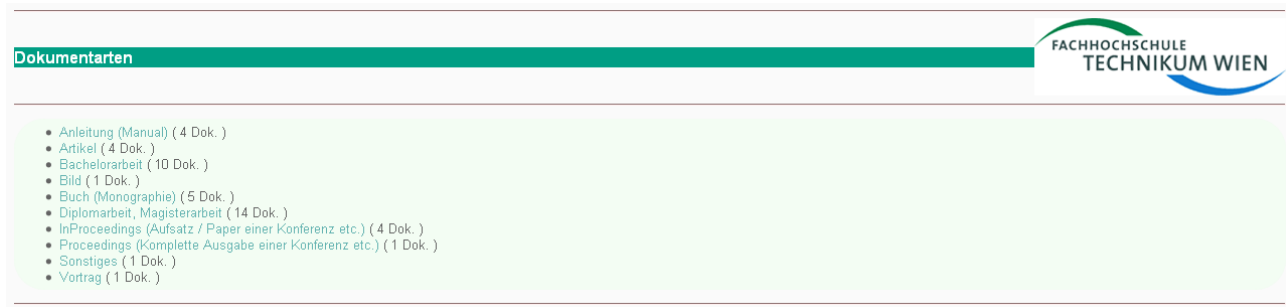 Dokumentarten
FACHHOCHSCHULE
TECHNIKUM WIEN
Anleitung (Manual) ( 4 Dok. )
Artikel ( 4 Dok. )
Bachelorarbeit ( 10 Dok. )
Bild ( 1 Dok. )
Buch (Monographie) ( 5 Dok. )
Diplomarbeit, Magisterarbeit ( 14 Dok. )
InProceedings (Aufsatz / Paper einer Konferenz etc.) ( 4 Dok. )
Proceedings (Komplette Ausgabe einer Konferenz etc.) ( 1 Dok. )
Sonstiges ( 1 Dok. )
Vortrag ( 1 Dok. )